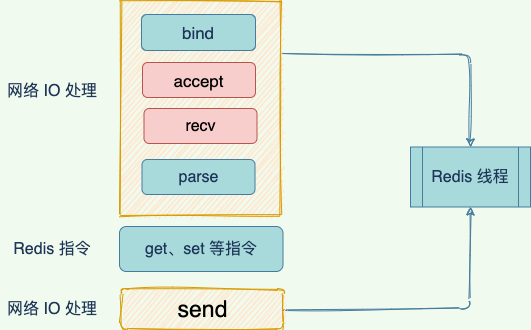 bind
网络 IO 处理
accept
recv
parse
Redis 线程
Redis 指令
get、set 等指令
网络 IO 处理
send